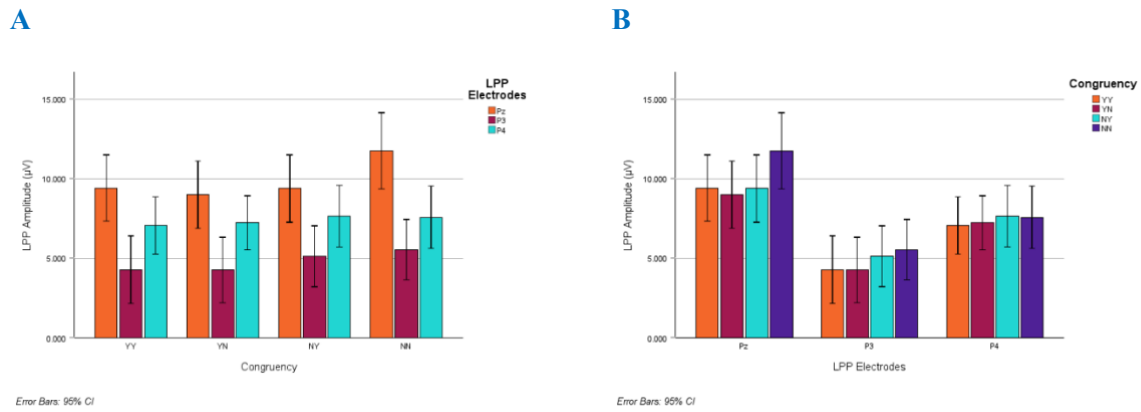 A
LPP
Electrodes
Pz
P3
P4
15.000
10.000
5.000
0.000
LPP Amplitude (µV)
YY
YN
NY
NN
Congruency
Error Bars: 95% CI
B
Congruency
YY
YN
NY
NN
15.000
10.000
5.000
0.000
LPP Amplitude (µV)
Pz
P3
P4
LPP Electrodes
Error Bars: 95% CI